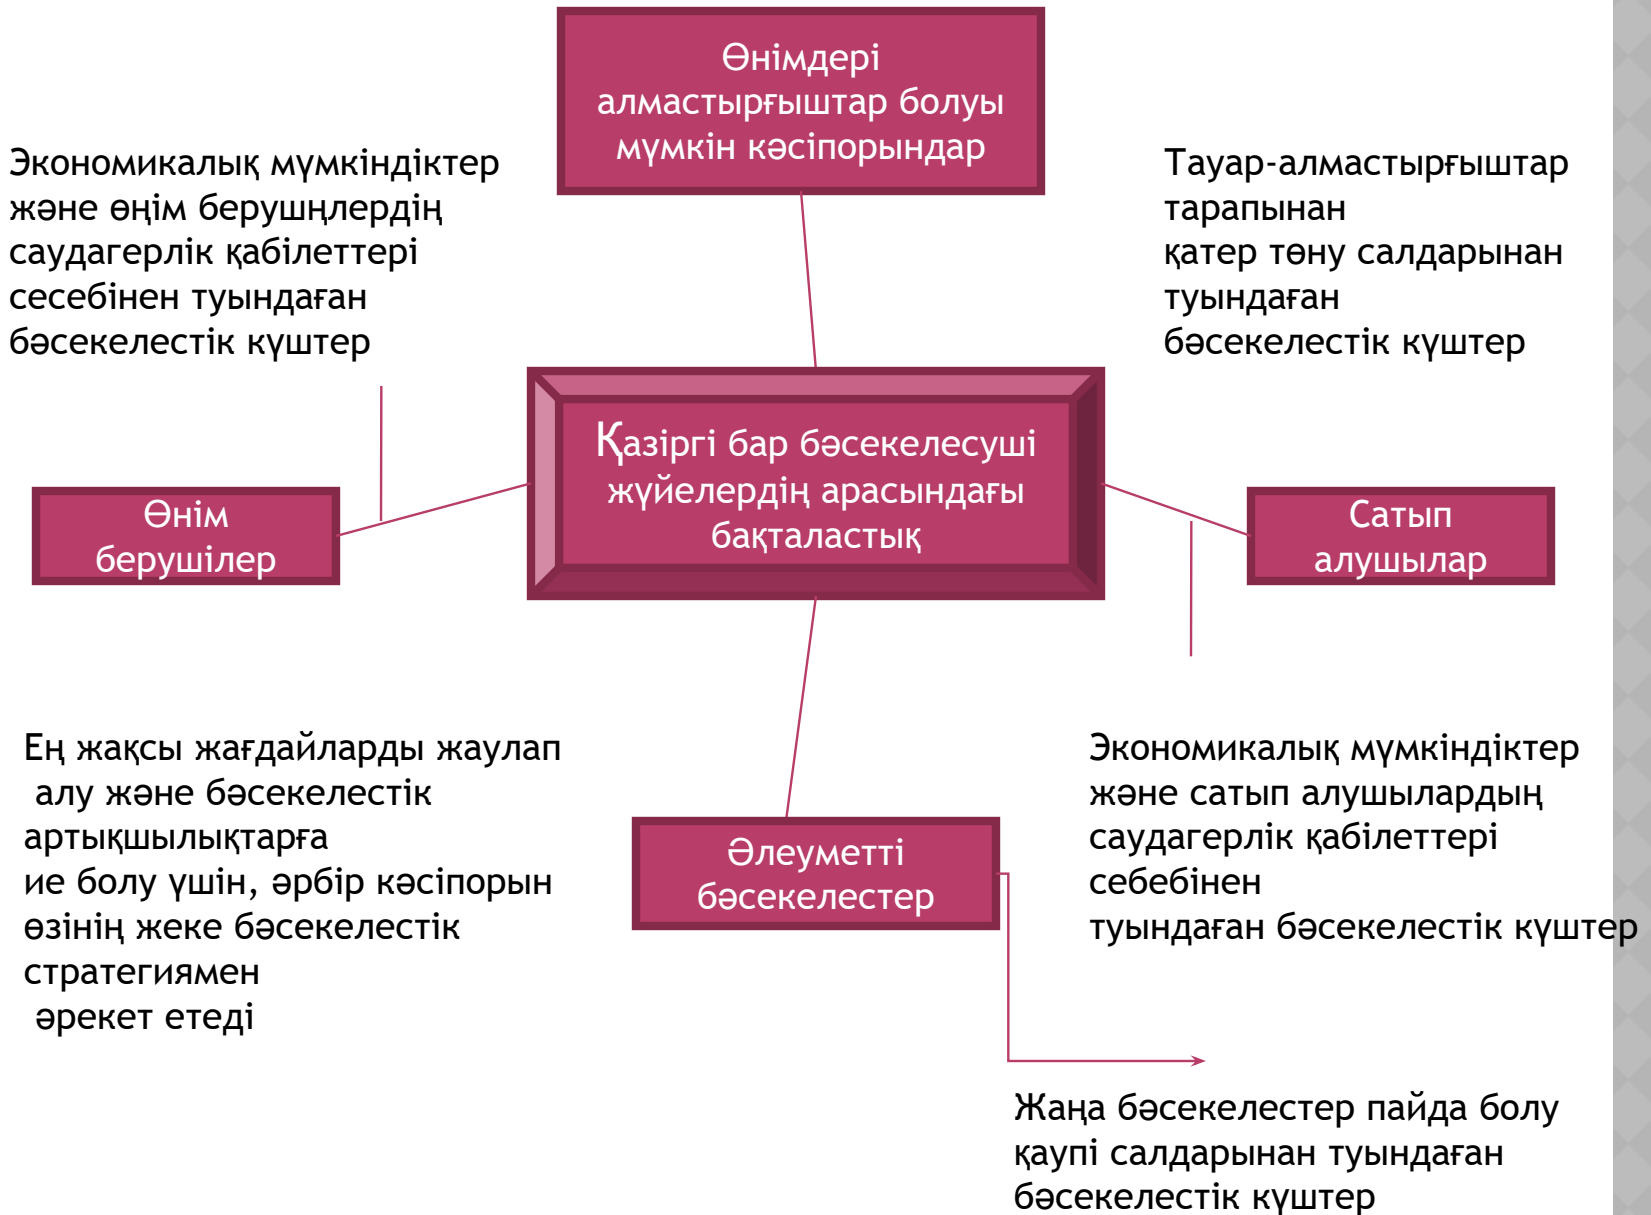 Өнімдері
алмастырғыштар болуы
мүмкін кәсіпорындар
Экономикалық мүмкіндіктер
және өңім берушңлердің
саудагерлік қабілеттері
сесебінен туындаған
бәсекелестік күштер
Тауар-алмастырғыштар
тарапынан
қатер төну салдарынан
туындаған
бәсекелестік күштер
Қазіргі бар бәсекелесуші
жүйелердің арасындағы
бақталастық
Өнім
берушілер
Сатып
алушылар
Ең жақсы жағдайларды жаулап
алу және бәсекелестік
артықшылықтарға
ие болу үшін, әрбір кәсіпорын
өзінің жеке бәсекелестік
стратегиямен
әрекет етеді
Әлеуметті
бәсекелестер
Экономикалық мүмкіндіктер
және сатып алушылардың
саудагерлік қабілеттері
себебінен
туындаған бәсекелестік күштер
Жаңа бәсекелестер пайда болу
қаупі салдарынан туындаған
бәсекелестік күштер